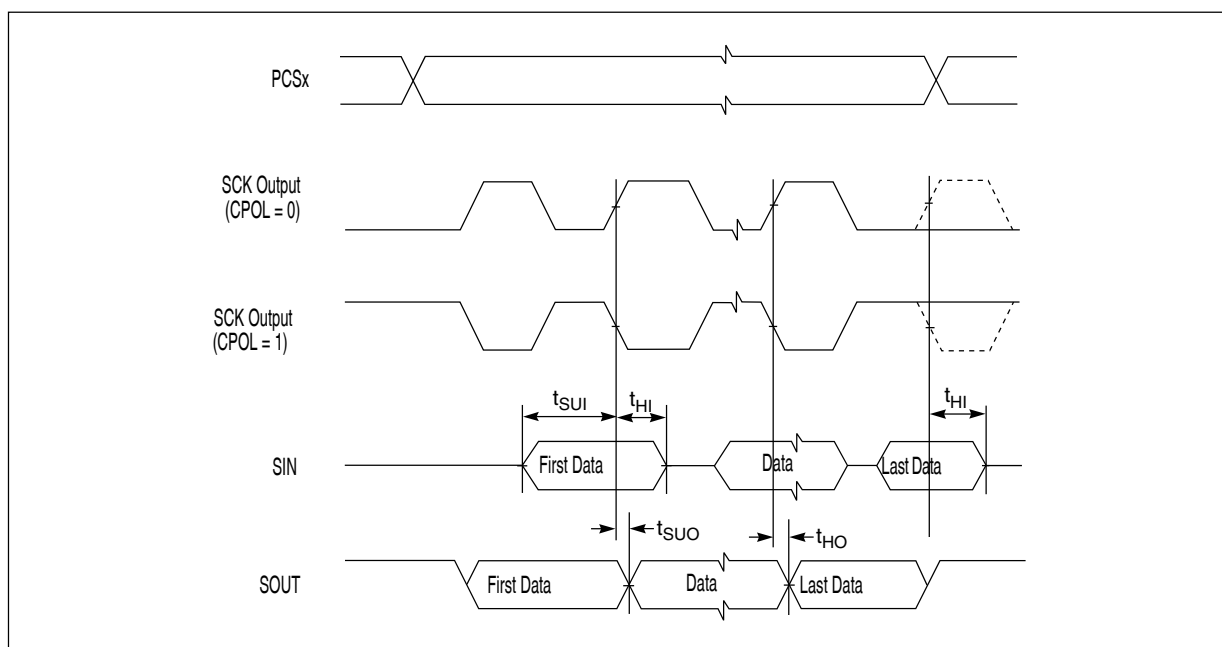 PCSx
SCK Output
(CPOL = 0)
SCK Output
(CPOL = 1)
tSUI
tHI
tHI
SIN
First Data
Data
Last Data
tSUO
tHO
SOUT
First Data
Data
Last Data